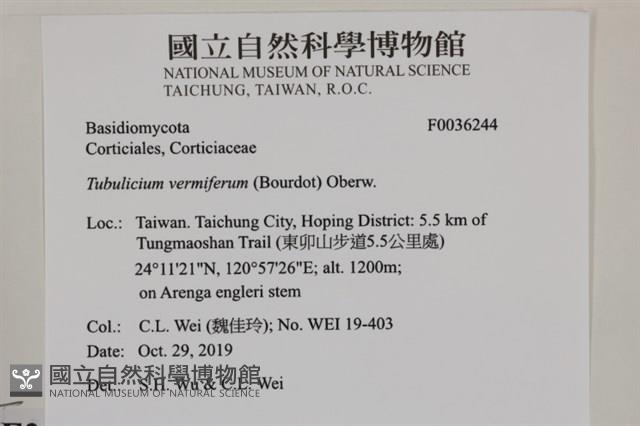 國立自然科學博物館
NATIONAL MUSEUM OF NATURAL SCIENCE
TAICHUNG, TAIWAN, R.O.C.
Basidiomycota F0036244
Corticiales, Corticiaceae
Tubulicium vermiferum (Bourdot) Oberw.
Loc.: Taiwan. Taichung City, Hoping District: 5.5 km of
Tungmaoshan Trail (東卯山步道5.5公里處)
24°11'21"N, 120°57'26"E; alt. 1200m;
on Arenga engleri stem
Col.: C.L. Wei (魏佳玲); No. WEI 19-403
Date: Oct. 29, 2019
Det.: S.H. Wu & C.L. Wei
國立自然科學博物館
NATIONAL MUSEUM OF NATURAL SCIENCE